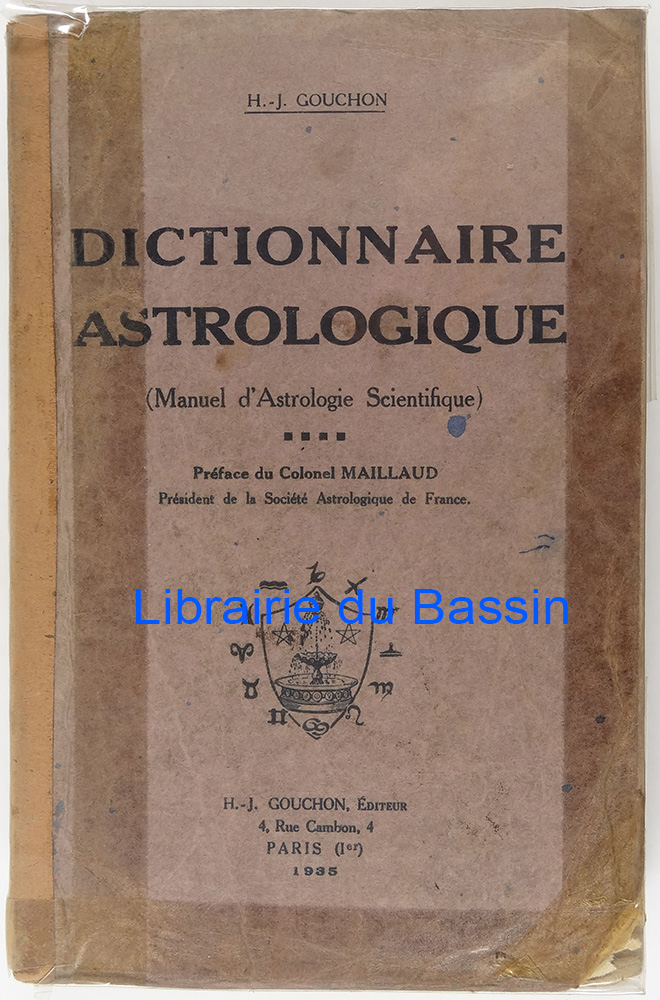 H.-J. GOUCHON
DICTIONNAIRE
ASTROLOGIQUE
(Manuel d'Astrologie Scientifique)
Préface du Colonel MAILLAUD
Président de la Société Astrologique de France.
Librairie du Bassin
H.-J. GOUCHON, ÉDITEUR
4, Rue Cambon, 4
PARIS (Ier)
1935